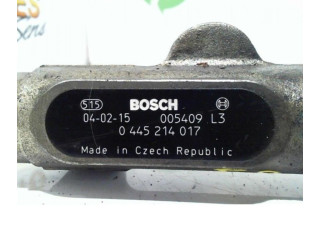 515 BOSCH
04-02-15 005409 L3
0 445 214 017
Made in Czech Republic